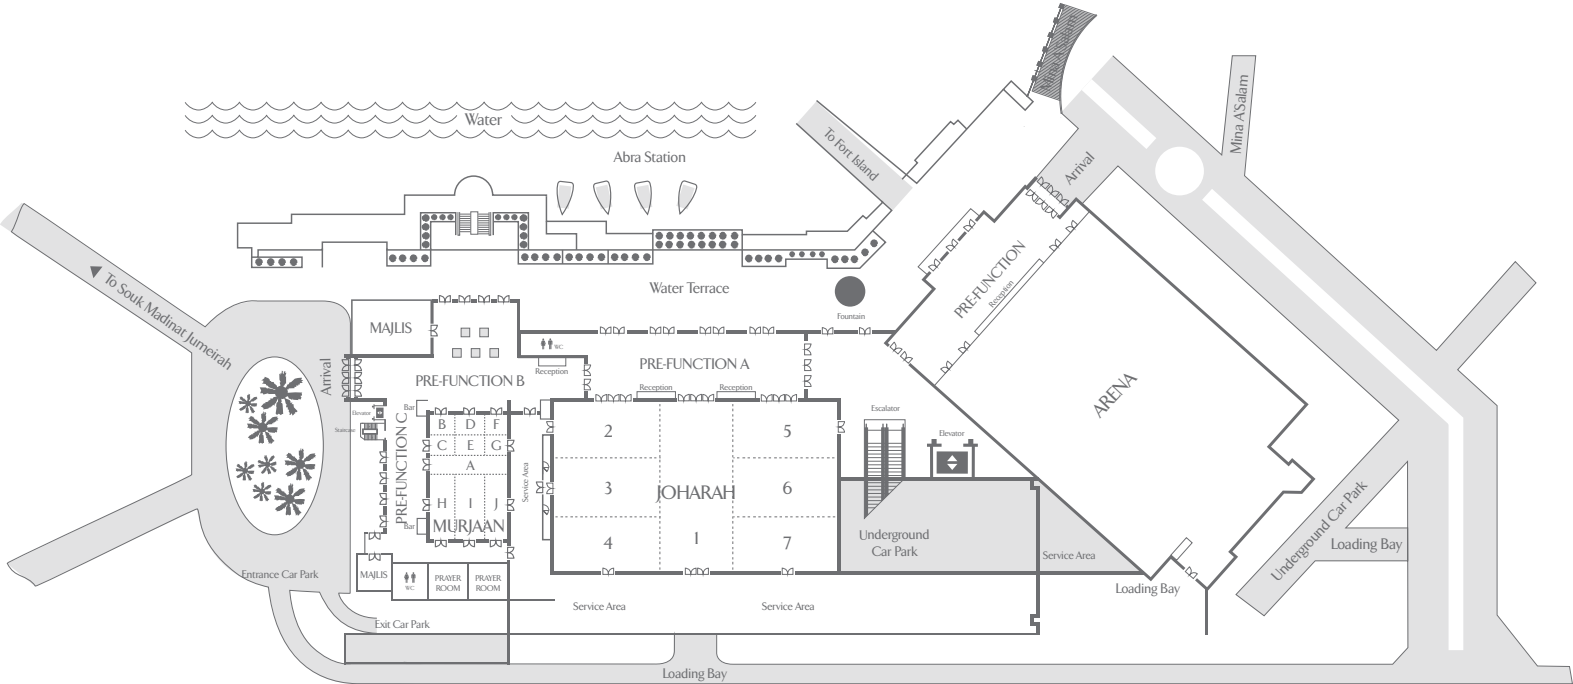 Mina A'Salam
Mina A'Salam
Water
Abra Station
To Fort Island
Arrival
To Souk Madinat Jumeirah
Water Terrace
Fountain
PRE-FUNCTION
Reception
MAJLIS
WC
Reception
PRE-FUNCTION A
PRE-FUNCTION B
Arrival
Reception
Reception
ARENA
Bar
Elevator
Staircase
PRE-FUNCTION C
B
D
F
C
E
G
A
H
I
J
MURJAAN
Bar
Service Area
2
5
3
JOHARAH
6
4
1
7
Escalator
Elevator
Underground
Car Park
Service Area
Underground Car Park
Loading Bay
Loading Bay
Entrance Car Park
MAJLIS
WC
PRAYER
ROOM
PRAYER
ROOM
Service Area
Service Area
Exit Car Park
Loading Bay